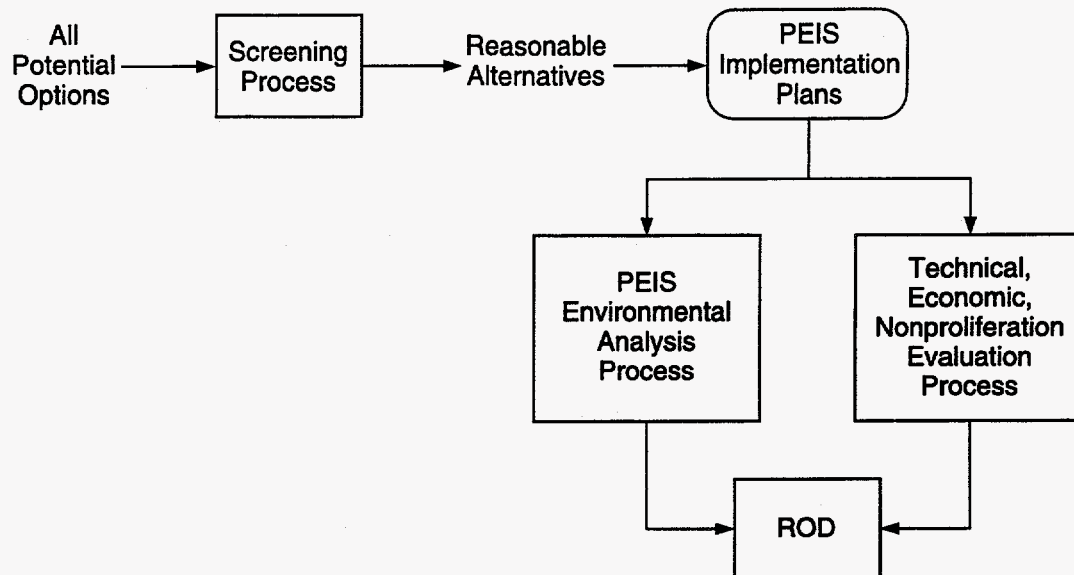 All
Potential
Options
Screening
Process
Reasonable
Alternatives
PEIS
Implementation
Plans
PEIS
Environmental
Analysis
Process
Technical,
Economic,
Nonproliferation
Evaluation
Process
ROD